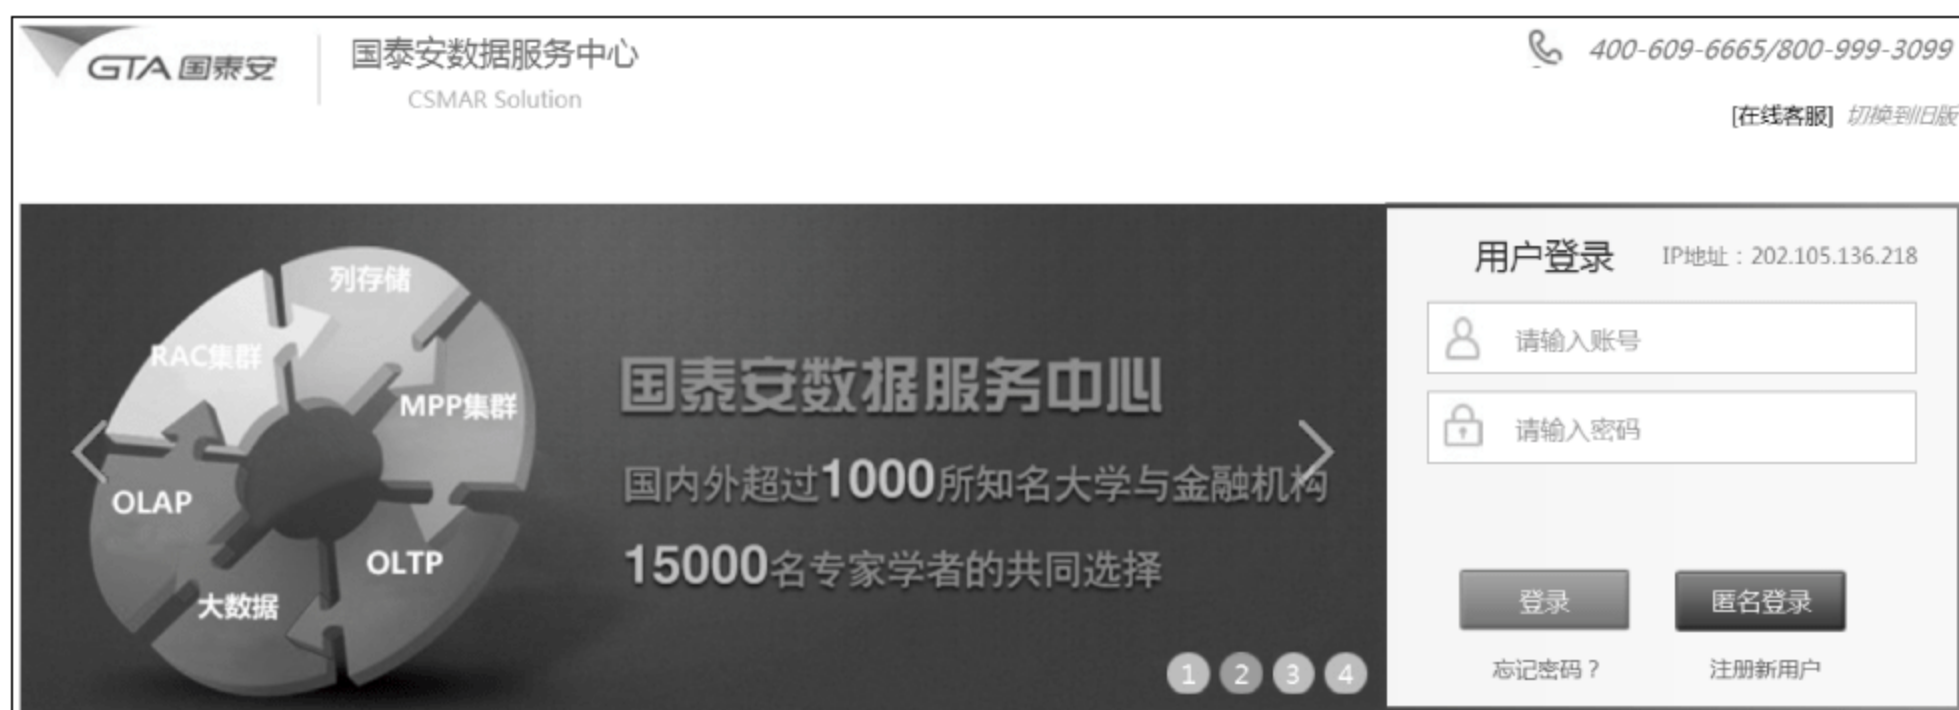 GTA 国泰安
国泰安数据服务中心
CSMAR Solution
400-609-6665/800-999-3099
[在线客服] 切换到旧版
列存储
RAC集群
MPP集群
OLAP
OLTP
大数据
国泰安数据服务中心
国内外超过1000所知名大学与金融机构
15000名专家学者的共同选择
1 2 3 4
用户登录 IP地址：202.105.136.218
请输入账号
请输入密码
登录 匿名登录
忘记密码？ 注册新用户